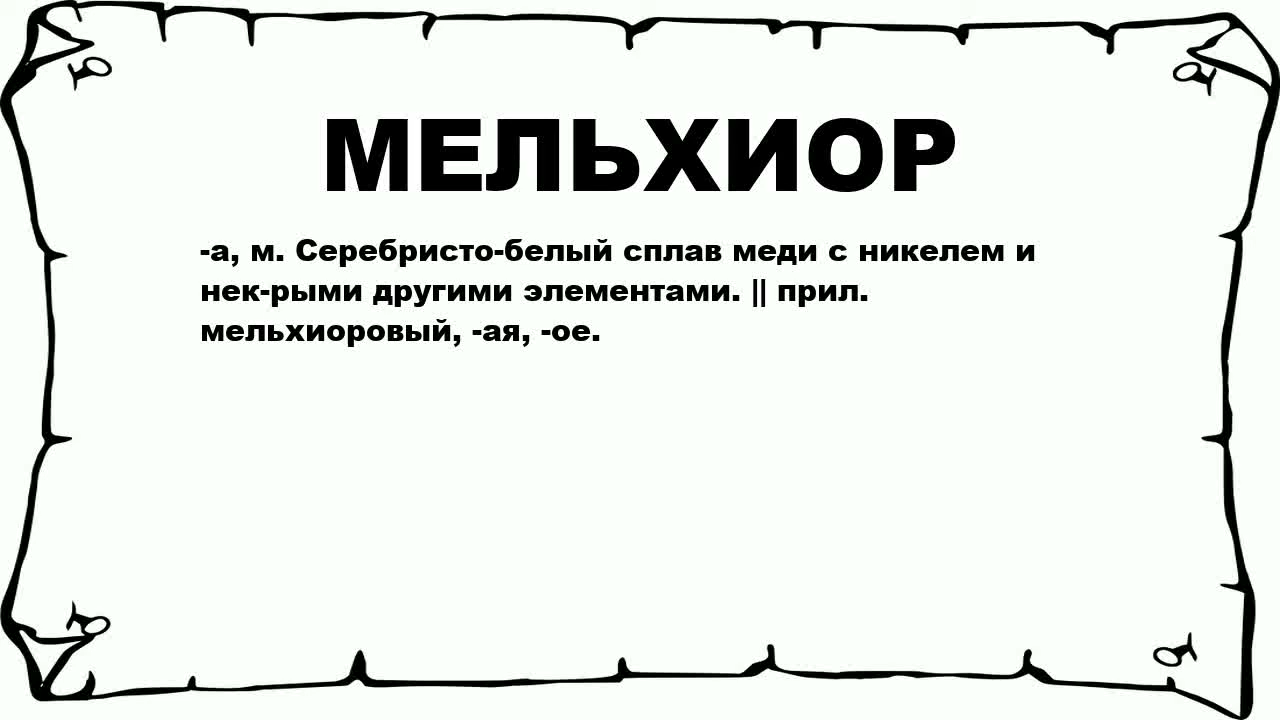 МЕЛЬХИОР
-а, м. Серебристо-белый сплав меди с никелем и
нек-рыми другими элементами. || прил.
мельхиоровый, -ая, -ое.